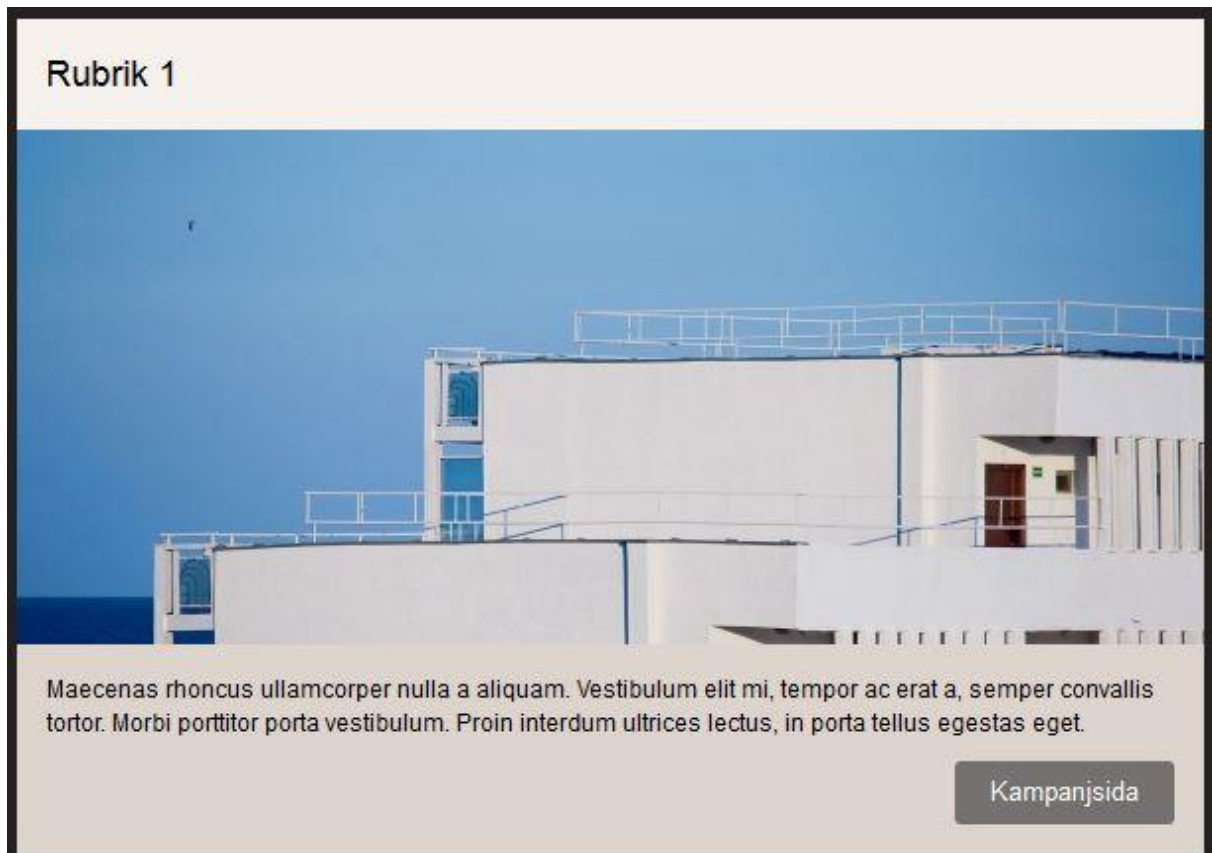 Rubrik 1
Maecenas rhoncus ullamcorper nulla a aliquam. Vestibulum elit mi, tempor ac erat a, semper convallis
tortor. Morbi porttitor porta vestibulum. Proin interdum ultrices lectus, in porta tellus egestas eget.
Kampanjsida